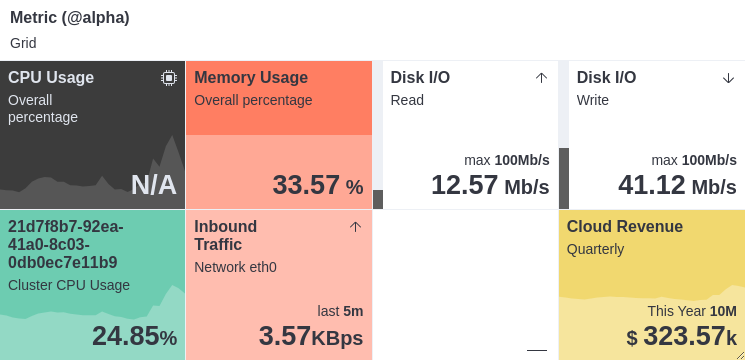 Metric (@alpha)
Grid
CPU Usage
Overall
percentage
N/A
Memory Usage
Overall percentage
33.57 %
Disk I/O
Read
max 100Mb/s
12.57 Mb/s
Disk I/O
Write
max 100Mb/s
41.12 Mb/s
21d7f8b7-92ea-
41a0-8c03-
0db0ec7e11b9
Cluster CPU Usage
24.85%
Inbound
Traffic
Network eth0
last 5m
3.57KBps
—
Cloud Revenue
Quarterly
This Year 10M
$ 323.57k